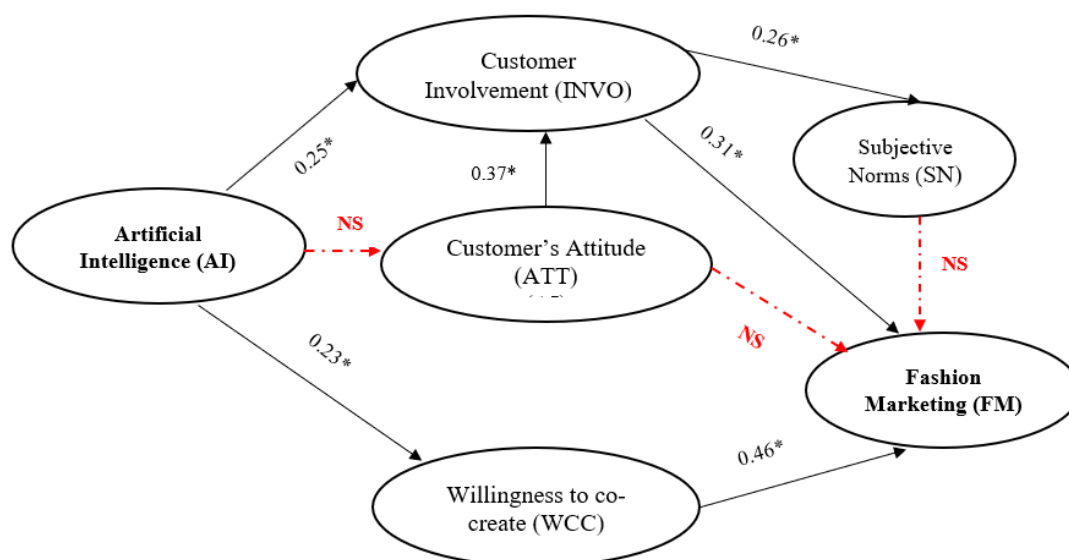 0.26*
Customer
Involvement (INVO)
0.25*
0.31*
Subjective
Norms (SN)
0.37*
Artificial
Intelligence (AI)
NS
Customer’s Attitude
(ATT)
NS
NS
0.23*
Fashion
Marketing (FM)
0.46*
Willingness to co-
create (WCC)